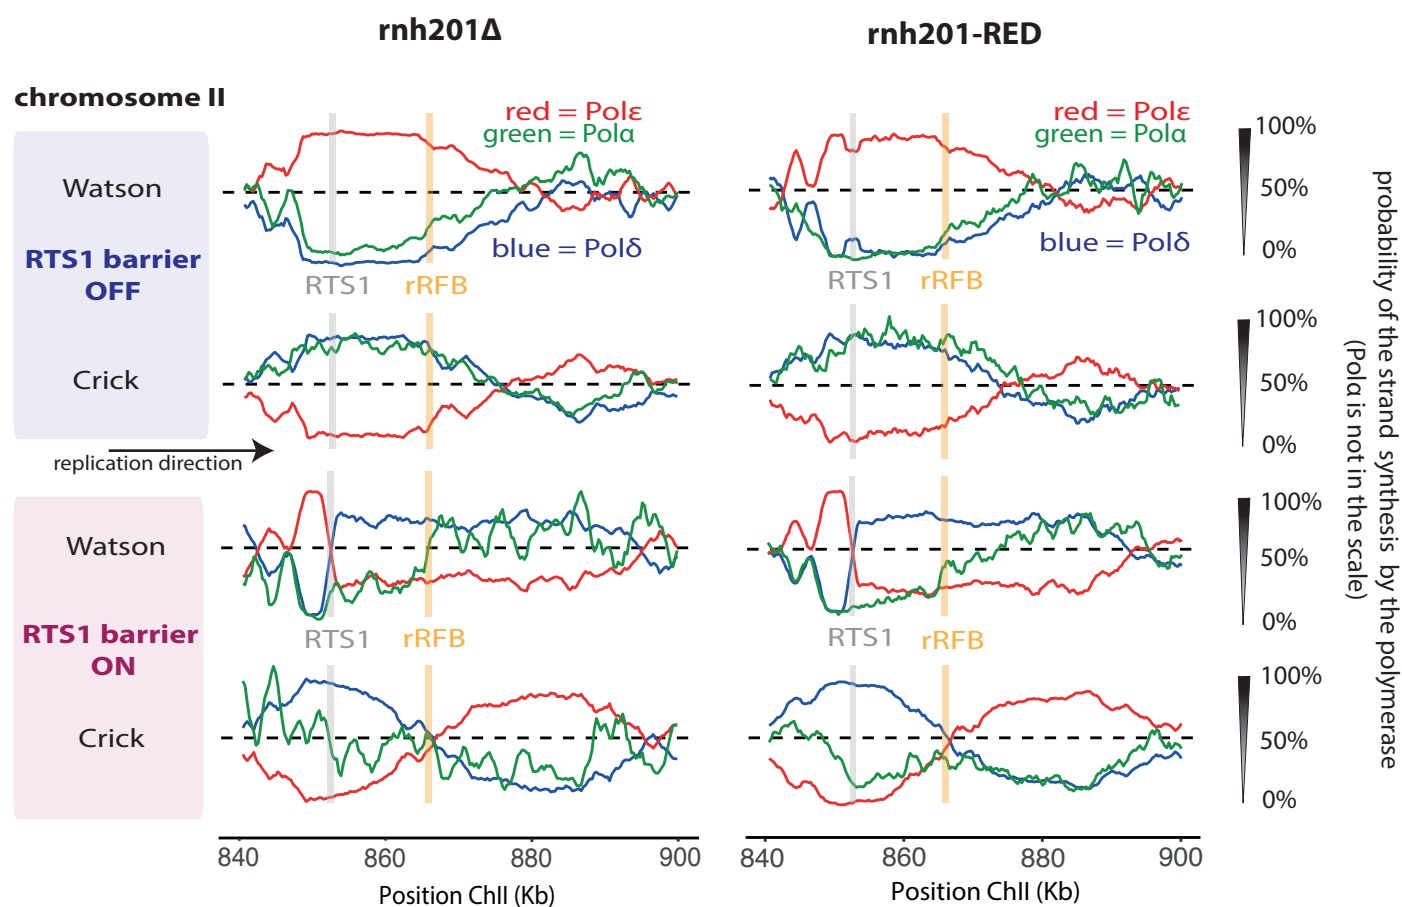 rnh201Δ
rnh201-RED
chromosome II
red = Polε
green = Polα
red = Polε
green = Polα
100%
Watson
50%
blue = Polδ
blue = Polδ
0%
RTS1 barrier
OFF
RTS1
rRFB
RTS1
rRFB
100%
Crick
50%
0%
replication direction
100%
Watson
50%
0%
RTS1 barrier
ON
RTS1
rRFB
RTS1
rRFB
100%
Crick
50%
0%
probability of the strand synthesis by the polymerase
(Polα is not in the scale)
840
860
880
900
840
860
880
900
Position ChII (Kb)
Position ChII (Kb)